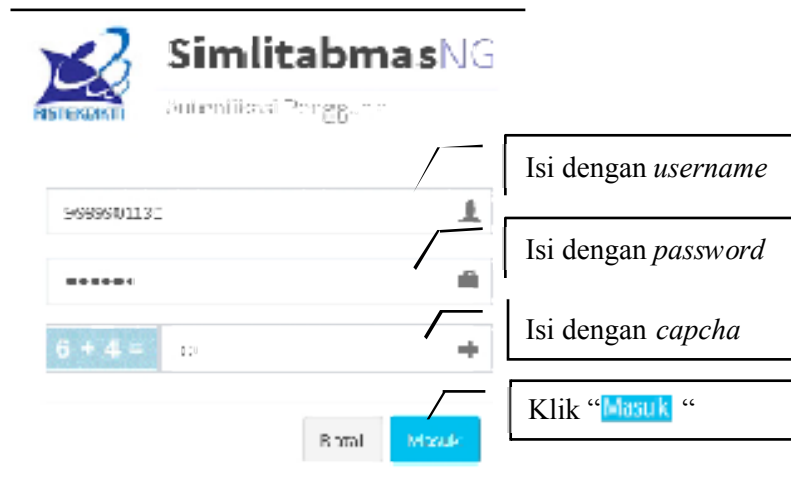 SimlitabmasNG
RISTEKDIKTI
Isi dengan username
Isi dengan password
6 + 4 =
Isi dengan capcha
Klik “Masuk “
Batal
Masuk